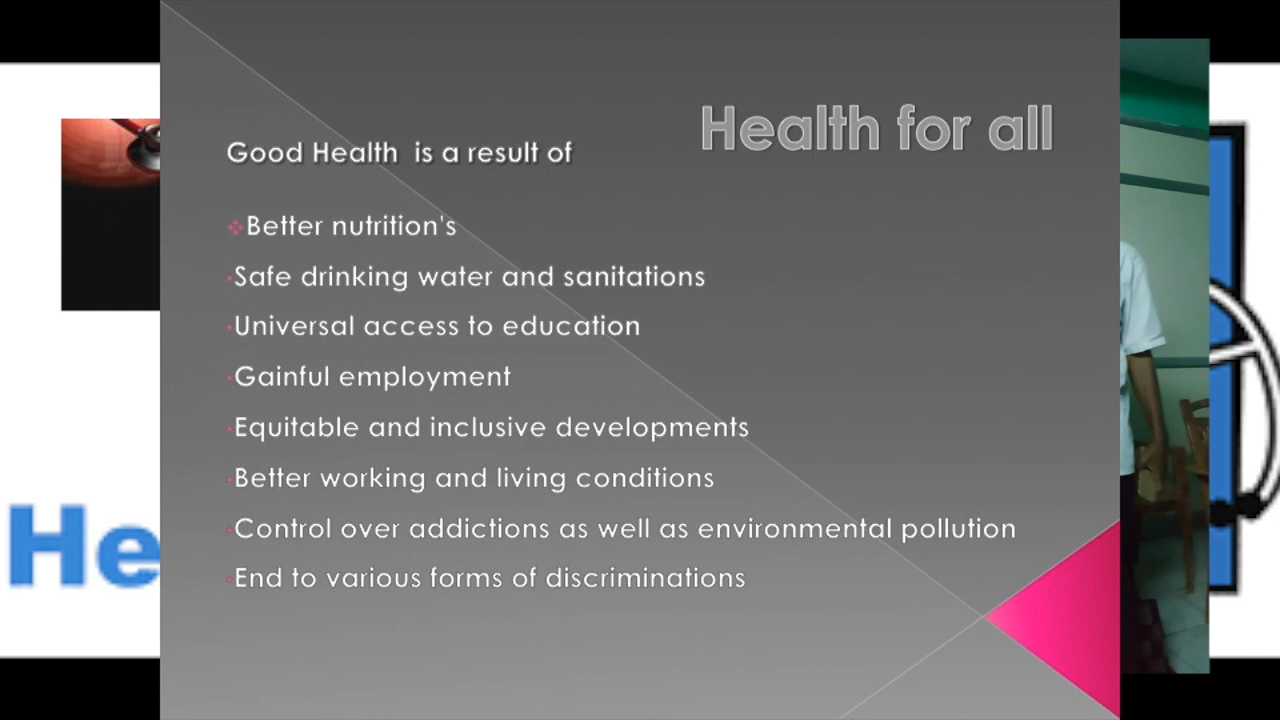 Health for all
Good Health is a result of
Better nutrition's
Safe drinking water and sanitations
Universal access to education
Gainful employment
Equitable and inclusive developments
Better working and living conditions
Control over addictions as well as environmental pollution
End to various forms of discriminations
He